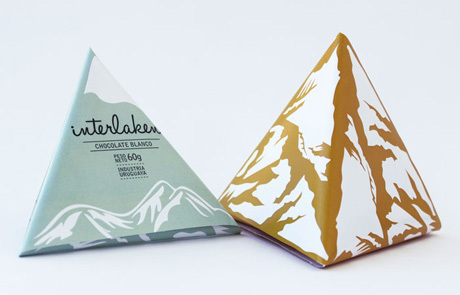 interlaken
CHOCOLATE BLANCO
PESO
NETO 60g
INDUSTRIA
URUGUAYA